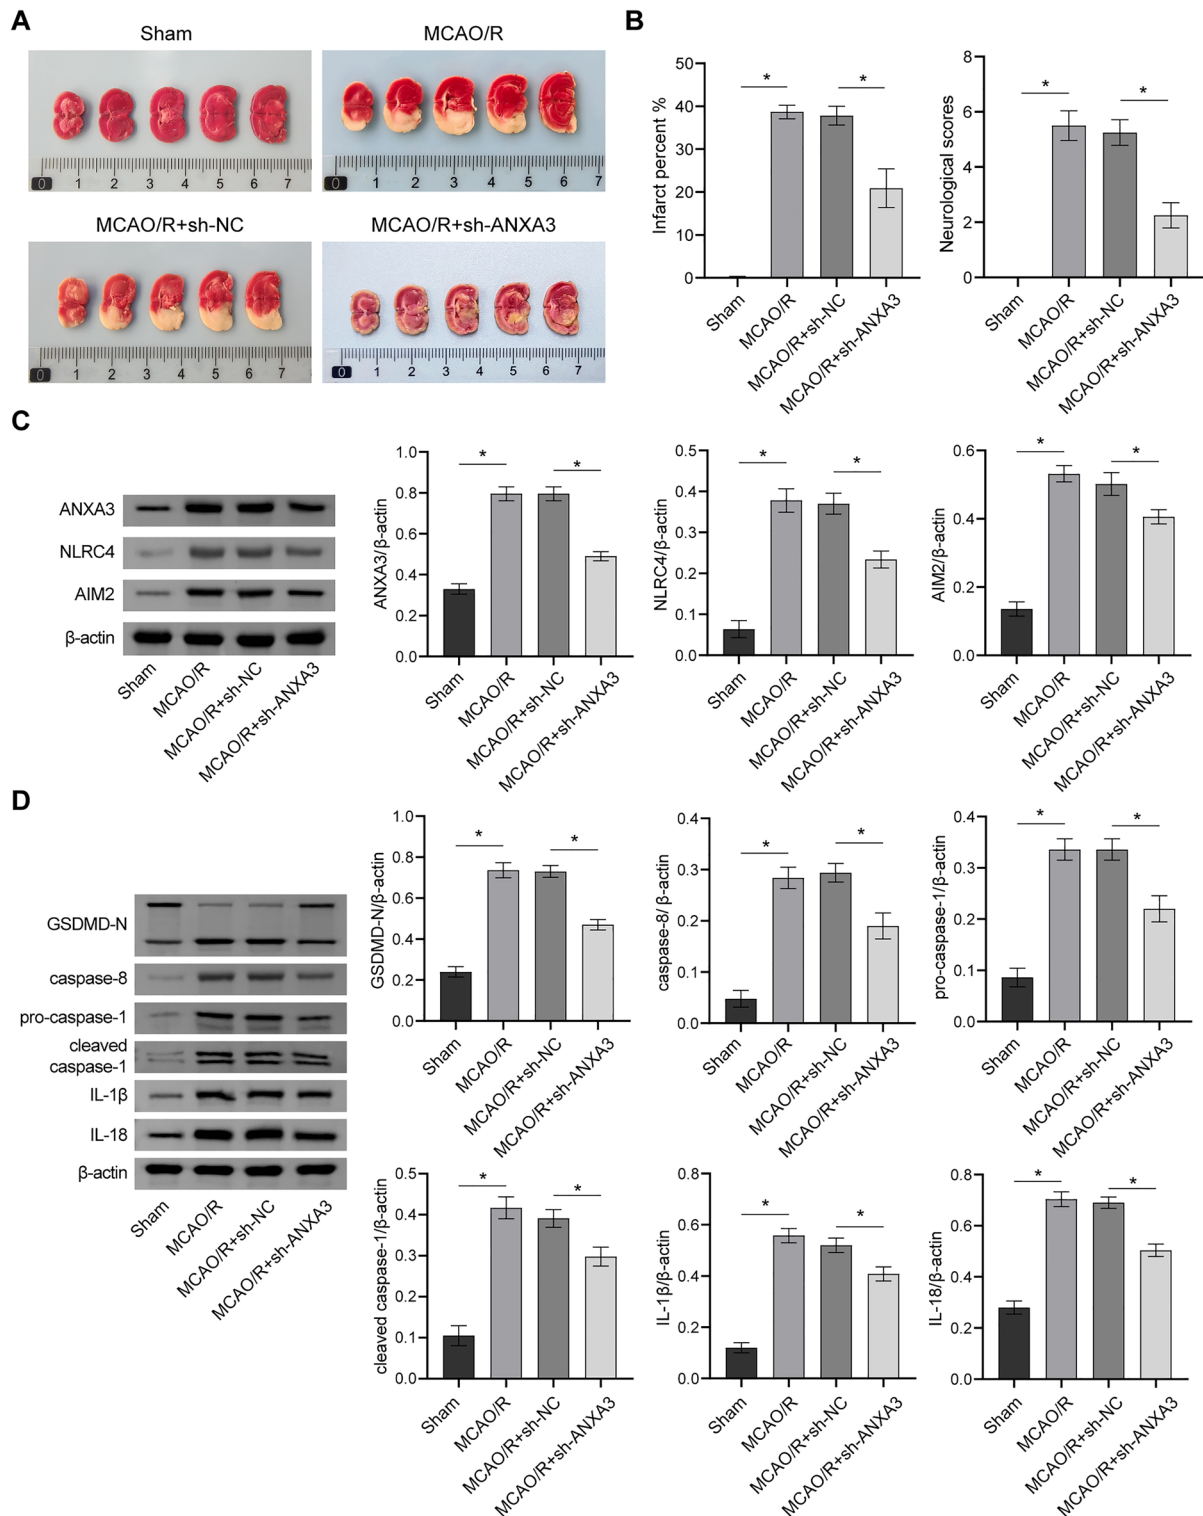 A
Sham
MCAO/R
0 1 2 3 4 5 6 7
0 1 2 3 4 5 6 7
MCAO/R+sh-NC
MCAO/R+sh-ANXA3
0 1 2 3 4 5 6 7
0 1 2 3 4 5 6 7
B
Infarct percent %
50
40
30
20
10
0
*
*
Sham
MCAO/R
MCAO/R+sh-NC
MCAO/R+sh-ANXA3
Neurological scores
8
6
4
2
0
*
*
Sham
MCAO/R
MCAO/R+sh-NC
MCAO/R+sh-ANXA3
C
ANXA3
NLRC4
AIM2
β-actin
Sham
MCAO/R
MCAO/R+sh-NC
MCAO/R+sh-ANXA3
ANXA3/β-actin
1.0
0.8
0.6
0.4
0.2
0.0
*
*
Sham
MCAO/R
MCAO/R+sh-NC
MCAO/R+sh-ANXA3
NLRC4/β-actin
0.5
0.4
0.3
0.2
0.1
0.0
*
*
Sham
MCAO/R
MCAO/R+sh-NC
MCAO/R+sh-ANXA3
AIM2/β-actin
0.6
0.4
0.2
0.0
*
*
Sham
MCAO/R
MCAO/R+sh-NC
MCAO/R+sh-ANXA3
D
GSDMD-N
caspase-8
pro-caspase-1
cleaved
caspase-1
IL-1β
IL-18
β-actin
Sham
MCAO/R
MCAO/R+sh-NC
MCAO/R+sh-ANXA3
GSDMD-N/β-actin
1.0
0.8
0.6
0.4
0.2
0.0
*
*
Sham
MCAO/R
MCAO/R+sh-NC
MCAO/R+sh-ANXA3
caspase-8/ β-actin
0.4
0.3
0.2
0.1
0.0
*
*
Sham
MCAO/R
MCAO/R+sh-NC
MCAO/R+sh-ANXA3
pro-caspase-1/β-actin
0.4
0.3
0.2
0.1
0.0
*
*
Sham
MCAO/R
MCAO/R+sh-NC
MCAO/R+sh-ANXA3
cleaved caspase-1/β-actin
0.5
0.4
0.3
0.2
0.1
0.0
*
*
Sham
MCAO/R
MCAO/R+sh-NC
MCAO/R+sh-ANXA3
IL-1β/β-actin
0.8
0.6
0.4
0.2
0.0
*
*
Sham
MCAO/R
MCAO/R+sh-NC
MCAO/R+sh-ANXA3
IL-18/β-actin
0.8
0.6
0.4
0.2
0.0
*
*
Sham
MCAO/R
MCAO/R+sh-NC
MCAO/R+sh-ANXA3